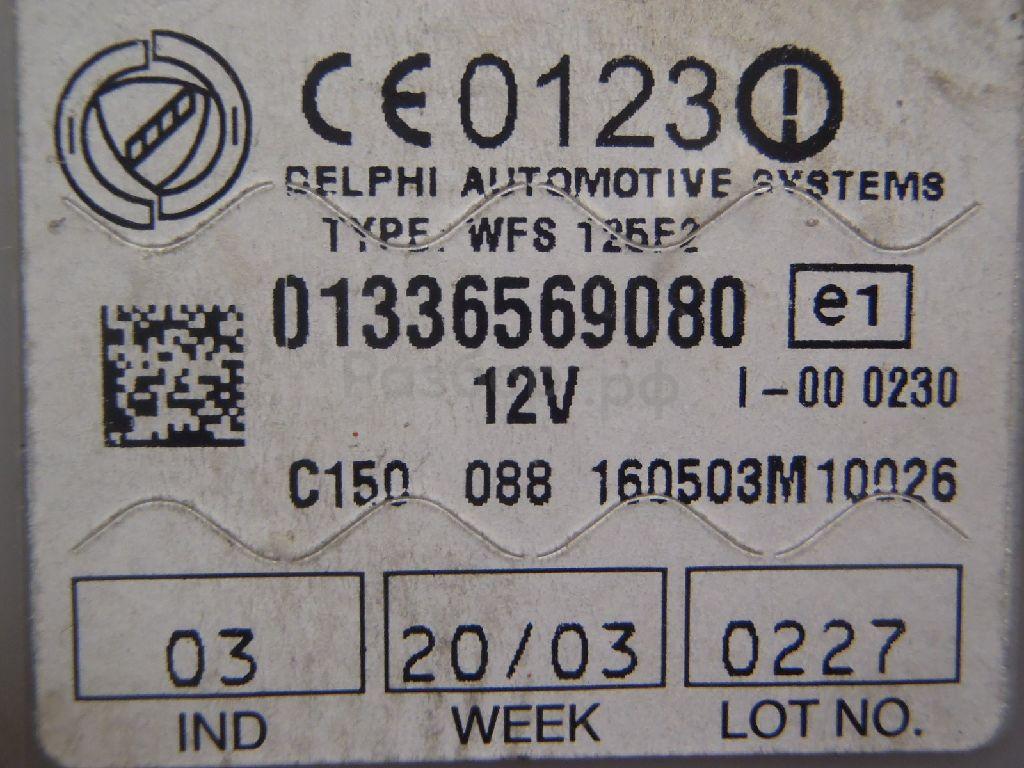 CE0123
DELPHI AUTOMOTIVE SYSTEMS
TYPE: WFS 125E2
01336569080 e1
12V I-00 0230
C150 088 160503M10026
03 20/03 0227
IND WEEK LOT NO.